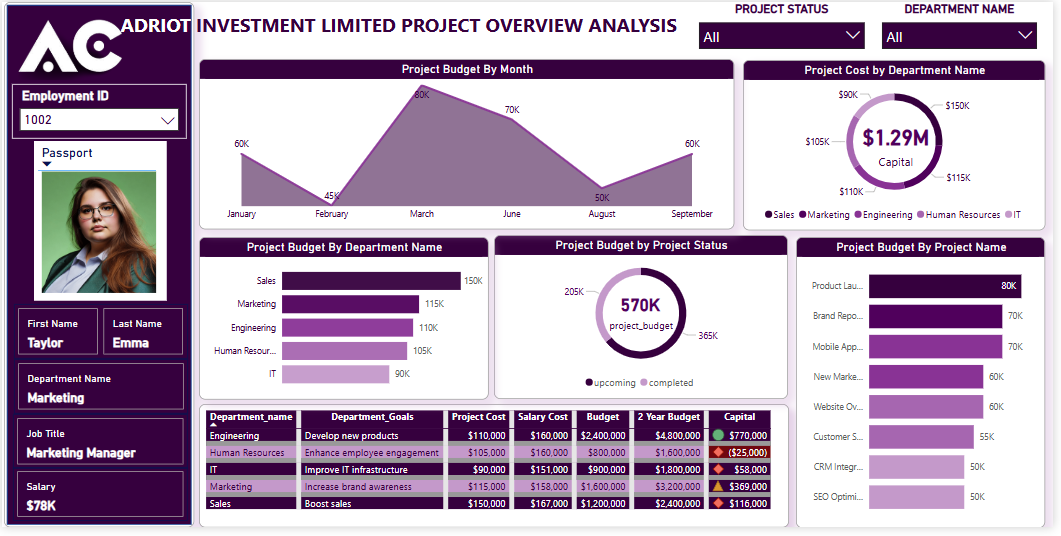 AC
ADRIOT INVESTMENT LIMITED PROJECT OVERVIEW ANALYSIS
PROJECT STATUS
All
DEPARTMENT NAME
All
Employment ID
1002
Passport
First Name
Taylor
Last Name
Emma
Department Name
Marketing
Job Title
Marketing Manager
Salary
$78K
Project Budget By Month
60K
45K
80K
70K
50K
60K
January February March June August September
Project Cost by Department Name
$90K
$150K
$105K
$1.29M
Capital
$110K
$115K
Sales Marketing Engineering Human Resources IT
Project Budget By Department Name
Sales 150K
Marketing 115K
Engineering 110K
Human Resour... 105K
IT 90K
Project Budget by Project Status
205K
570K
project_budget
365K
upcoming completed
Project Budget By Project Name
Product Lau... 80K
Brand Repo... 70K
Mobile App... 70K
New Marke... 60K
Website Ov... 60K
Customer S... 55K
CRM Integr... 50K
SEO Optimi... 50K
Department_name Department_Goals Project Cost Salary Cost Budget 2 Year Budget Capital
Engineering Develop new products $110,000 $160,000 $2,400,000 $4,800,000 $770,000
Human Resources Enhance employee engagement $105,000 $160,000 $800,000 $1,600,000 ($25,000)
IT Improve IT infrastructure $90,000 $151,000 $900,000 $1,800,000 $58,000
Marketing Increase brand awareness $115,000 $158,000 $1,600,000 $3,200,000 $369,000
Sales Boost sales $150,000 $167,000 $1,200,000 $2,400,000 $116,000